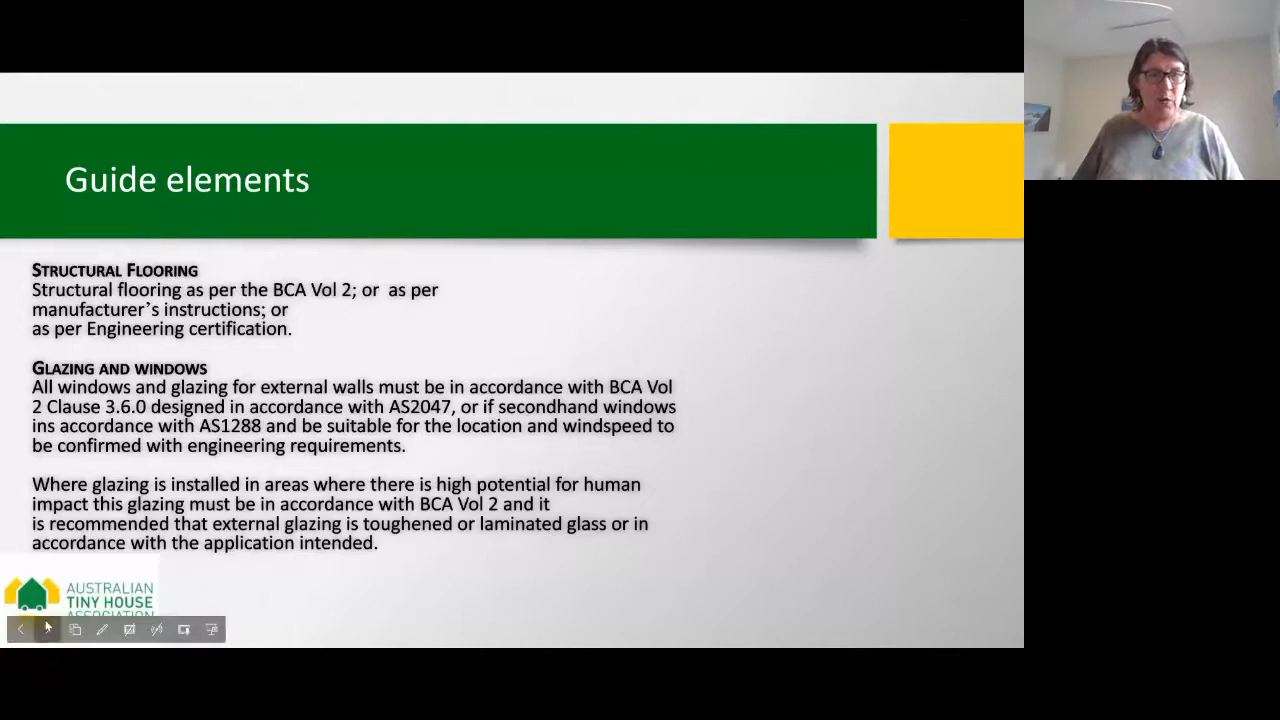 Guide elements
STRUCTURAL FLOORING
Structural flooring as per the BCA Vol 2; or  as per
manufacturer’s instructions; or
as per Engineering certification.
GLAZING AND WINDOWS
All windows and glazing for external walls must be in accordance with BCA Vol
2 Clause 3.6.0 designed in accordance with AS2047, or if secondhand windows
ins accordance with AS1288 and be suitable for the location and windspeed to
be confirmed with engineering requirements.
Where glazing is installed in areas where there is high potential for human
impact this glazing must be in accordance with BCA Vol 2 and it
is recommended that external glazing is toughened or laminated glass or in
accordance with the application intended.
AUSTRALIAN
TINY HOUSE
ASSOCIATION